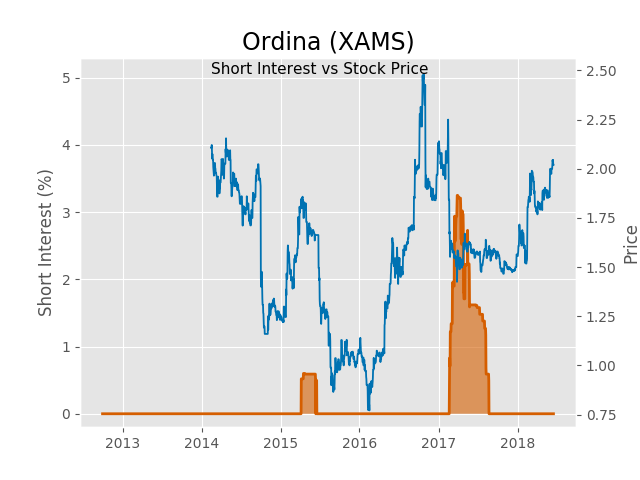 Ordina (XAMS)
Short Interest vs Stock Price
Short Interest (%)
5
4
3
2
1
0
2.50
2.25
2.00
1.75
1.50
1.25
1.00
0.75
Price
2013 2014 2015 2016 2017 2018